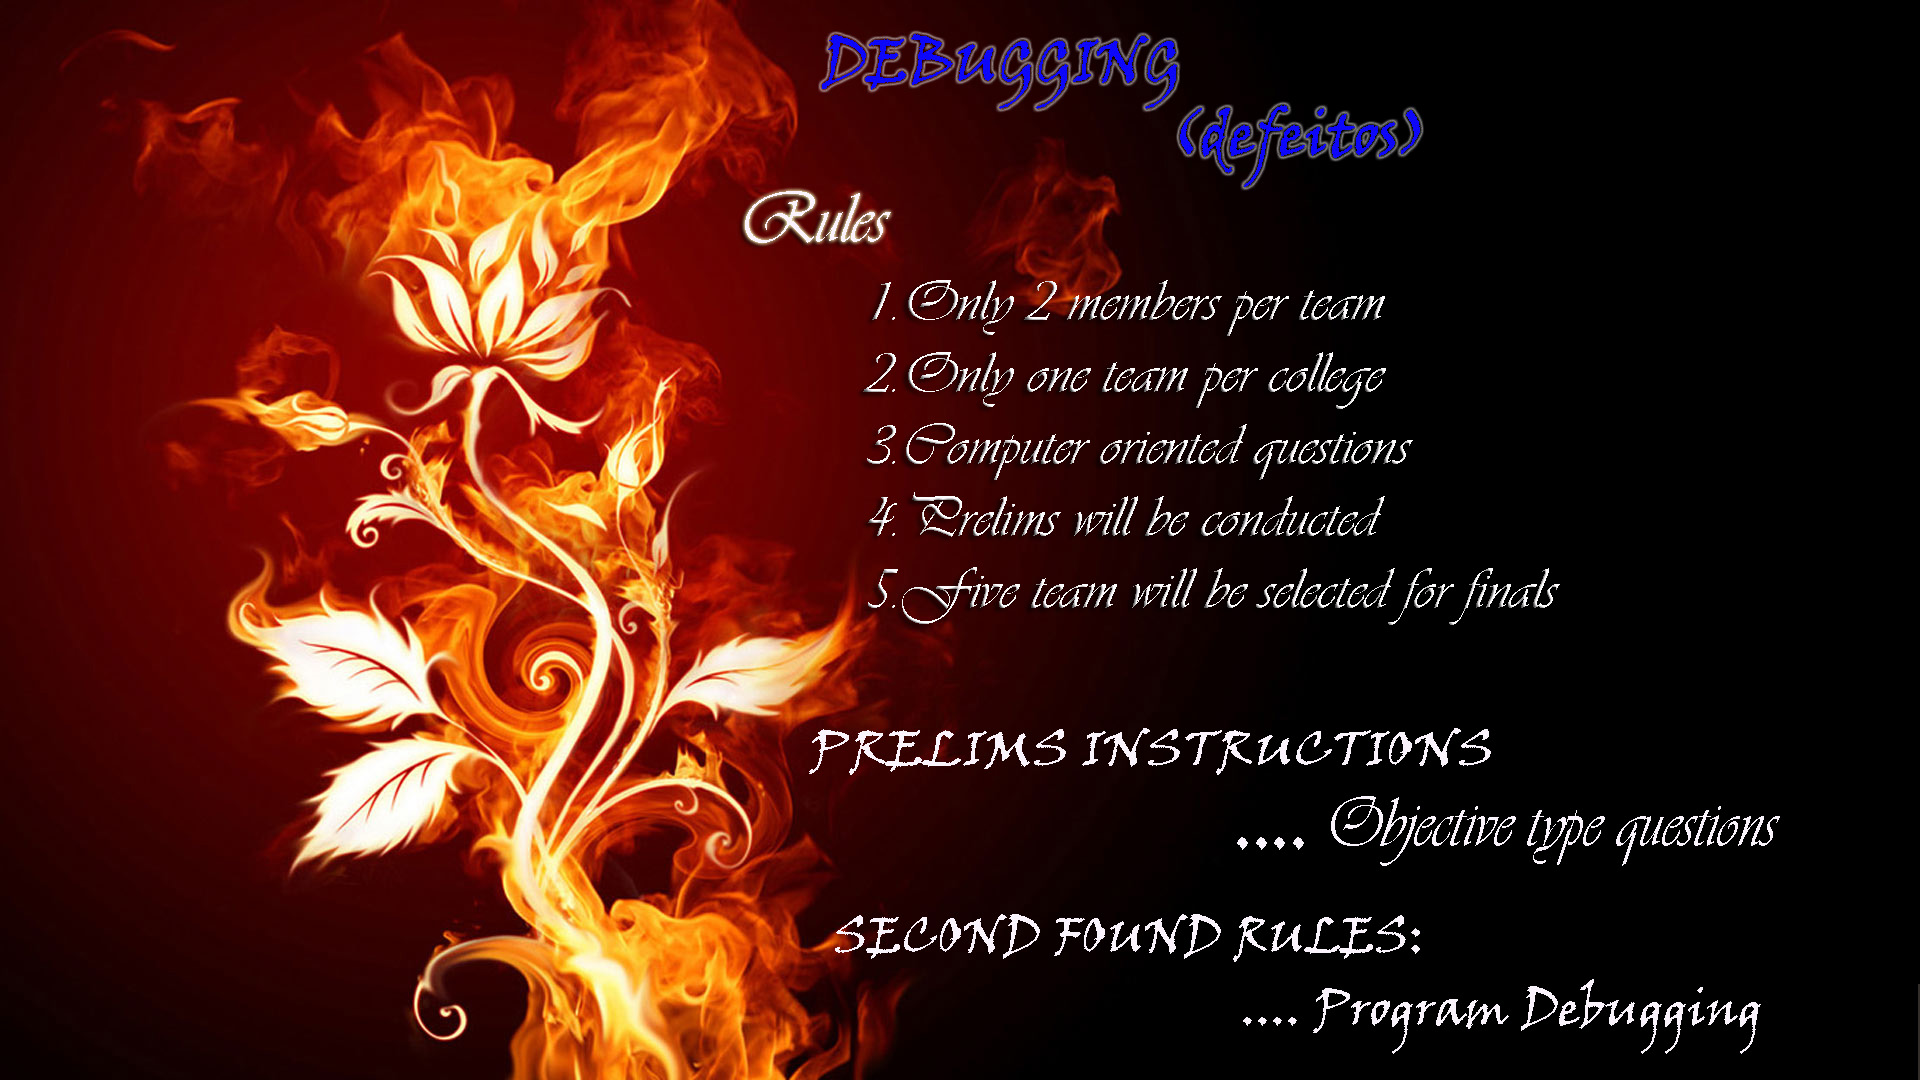 DEBUGGING
(defeitos)
Rules
1.Only 2 members per team
2.Only one team per college
3.Computer oriented questions
4.Prelims will be conducted
5.Five team will be selected for finals
PRELIMS INSTRUCTIONS
.... Objective type questions
SECOND FOUND RULES:
.... Program Debugging